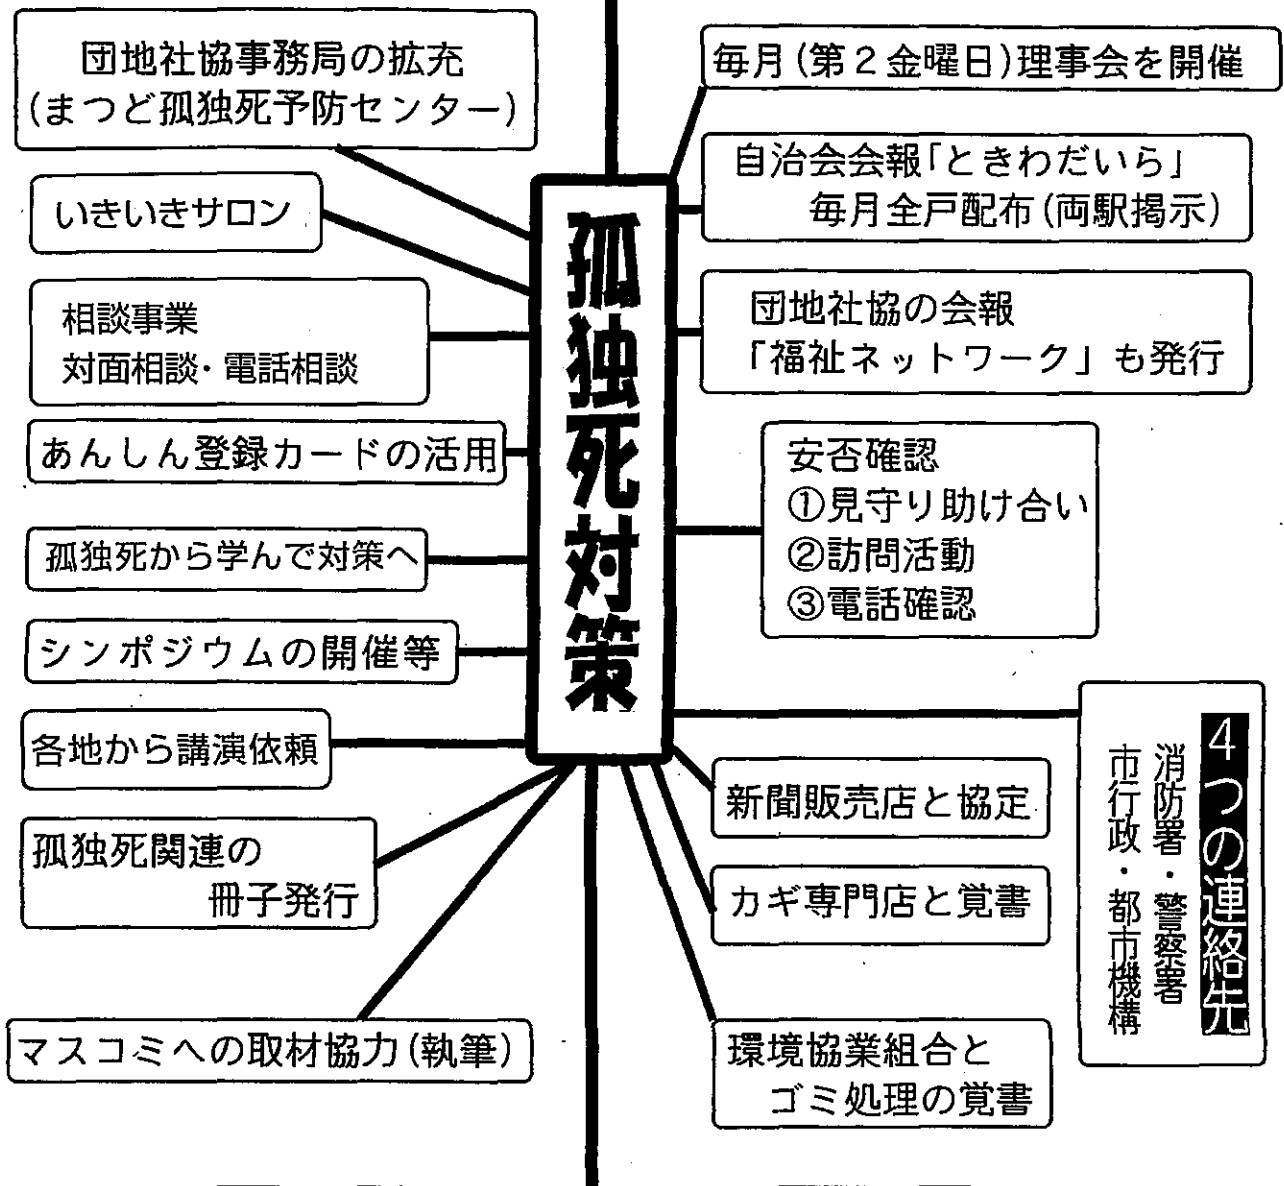 団地社協事務局の拡充
(まつど孤独死予防センター)
いきいきサロン
相談事業
対面相談・電話相談
あんしん登録カードの活用
孤独死から学んで対策へ
シンポジウムの開催等
各地から講演依頼
孤独死関連の
冊子発行
マスコミへの取材協力(執筆)
孤独死対策
毎月(第2金曜日)理事会を開催
自治会会報「ときわだいら」
毎月全戸配布(両駅掲示)
団地社協の会報
「福祉ネットワーク」も発行
安否確認
①見守り助け合い
②訪問活動
③電話確認
4つの連絡先
消防署・警察署
市行政・都市機構
新聞販売店と協定
カギ専門店と覚書
環境協業組合と
ゴミ処理の覚書